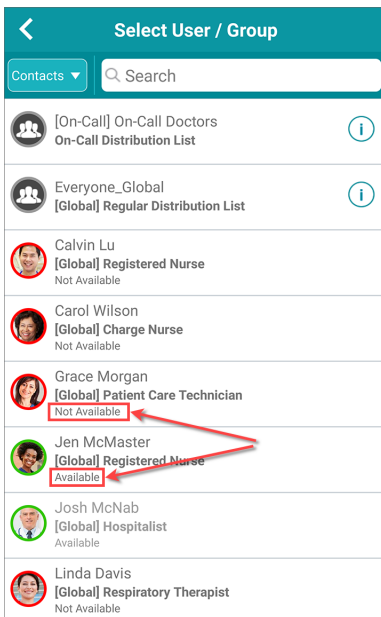 Select User / Group
Contacts ▼
Search
[On-Call] On-Call Doctors
On-Call Distribution List
i
Everyone_Global
[Global] Regular Distribution List
i
Calvin Lu
[Global] Registered Nurse
Not Available
Carol Wilson
[Global] Charge Nurse
Not Available
Grace Morgan
[Global] Patient Care Technician
Not Available
Jen McMaster
[Global] Registered Nurse
Available
Josh McNab
[Global] Hospitalist
Available
Linda Davis
[Global] Respiratory Therapist
Not Available